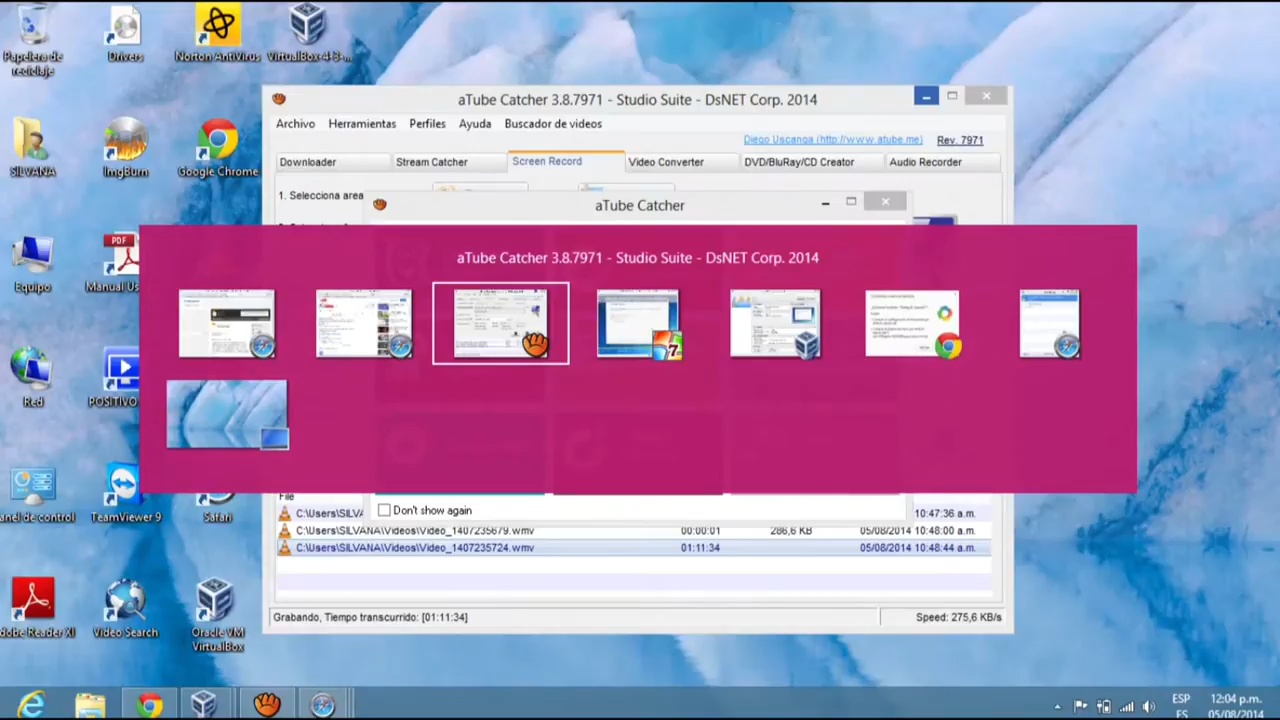 Papelera de reciclaje
Drivers
Norton AntiVirus
VirtualBox 4-3-...
SILVANA
ImgBurn
Google Chrome
Equipo
PDF
Manual Us
Red
POSITIVO
anel de control
TeamViewer 9
Safari
dobe Reader XI
Video Search
Oracle VM VirtualBox
aTube Catcher 3.8.7971 - Studio Suite - DsNET Corp. 2014
Archivo Herramientas Perfiles Ayuda Buscador de videos
Diego Uscanga (http://www.atube.me) Rev. 7971
Downloader Stream Catcher Screen Record Video Converter DVD/BluRay/CD Creator Audio Recorder
1. Selecciona area
aTube Catcher
aTube Catcher 3.8.7971 - Studio Suite - DsNET Corp. 2014
7
File
Don't show again
C:\Users\SILVA 10:47:36 a.m.
C:\Users\SILVANA\Videos\Video_1407235679.wmv 00:00:01 286,6 KB 05/08/2014 10:48:00 a.m.
C:\Users\SILVANA\Videos\Video_1407235724.wmv 01:11:34 05/08/2014 10:48:44 a.m.
Grabando, Tiempo transcurrido: [01:11:34] Speed: 275,6 KB/s
ESP 12:04 p.m.
ES 05/08/2014